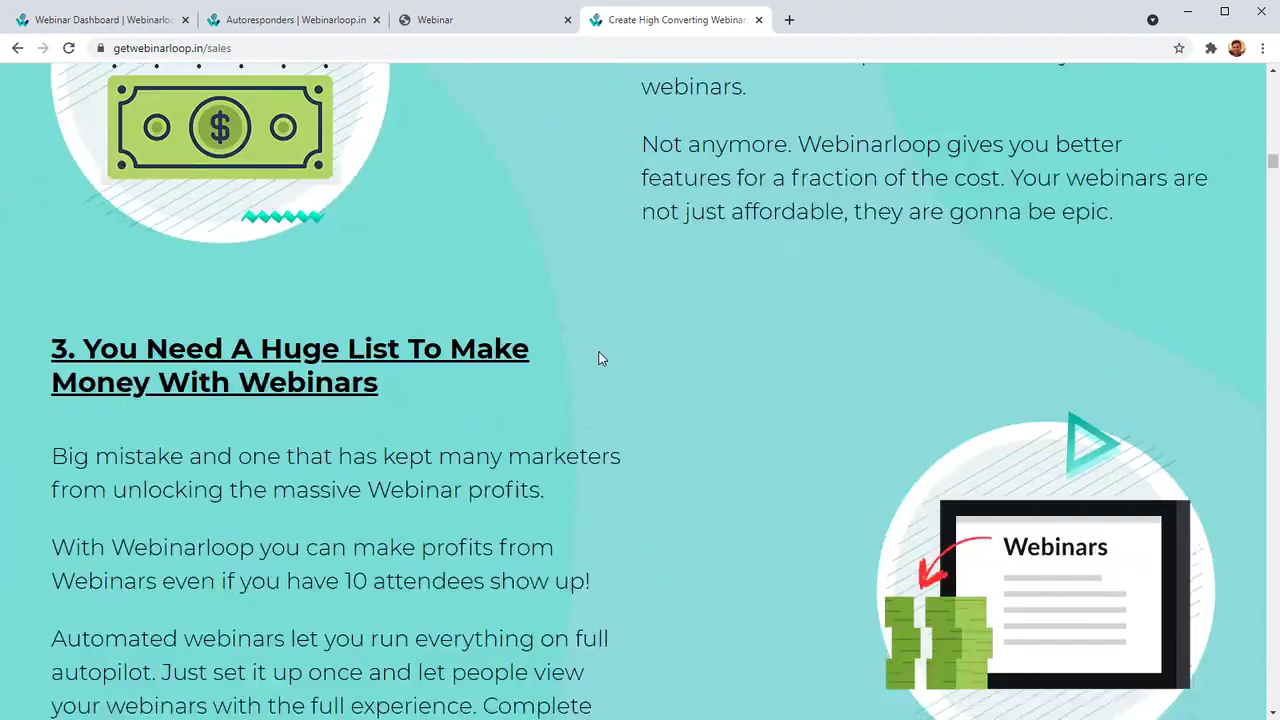 Webinar Dashboard | Webinarloo
Autoresponders | Webinarloop.in
Webinar
Create High Converting Webinar
getwebinarloop.in/sales
webinars.
Not anymore. Webinarloop gives you better
features for a fraction of the cost. Your webinars are
not just affordable, they are gonna be epic.
3. You Need A Huge List To Make
Money With Webinars
Big mistake and one that has kept many marketers
from unlocking the massive Webinar profits.
With Webinarloop you can make profits from
Webinars even if you have 10 attendees show up!
Automated webinars let you run everything on full
autopilot. Just set it up once and let people view
your webinars with the full experience. Complete
$
Webinars